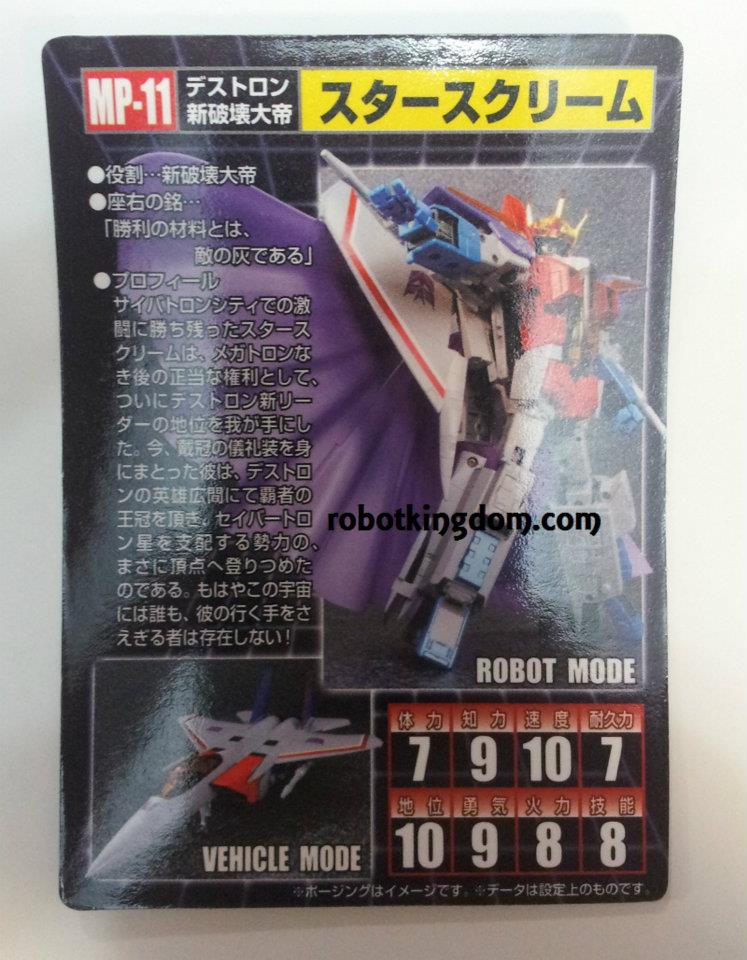 MP-11 デストロン スタースクリーム
新破壊大帝
●役割…新破壊大帝
●座右の銘…
「勝利の材料とは、
敵の灰である」
●プロフィール
サイバトロンシティでの激
闘に勝ち残ったスタース
クリームは、メガトロンな
き後の正当な権利として、
ついにデストロン新リー
ダーの地位を我が手にし
た。今、戴冠の儀礼装を身
にまとった彼は、デストロ
ンの英雄広間にて覇者の
王冠を頂き、セイバートロ
ン星を支配する勢力の、
まさに頂点へ登りつめた
のである。もはやこの宇宙
には誰も、彼の行く手をさ
えぎる者は存在しない!
robotkingdom.com
ROBOT MODE
VEHICLE MODE
体力 知力 速度 耐久力
7 9 10 7
地位 勇気 火力 技能
10 9 8 8
※ポージングはイメージです。※データは設定上のものです。